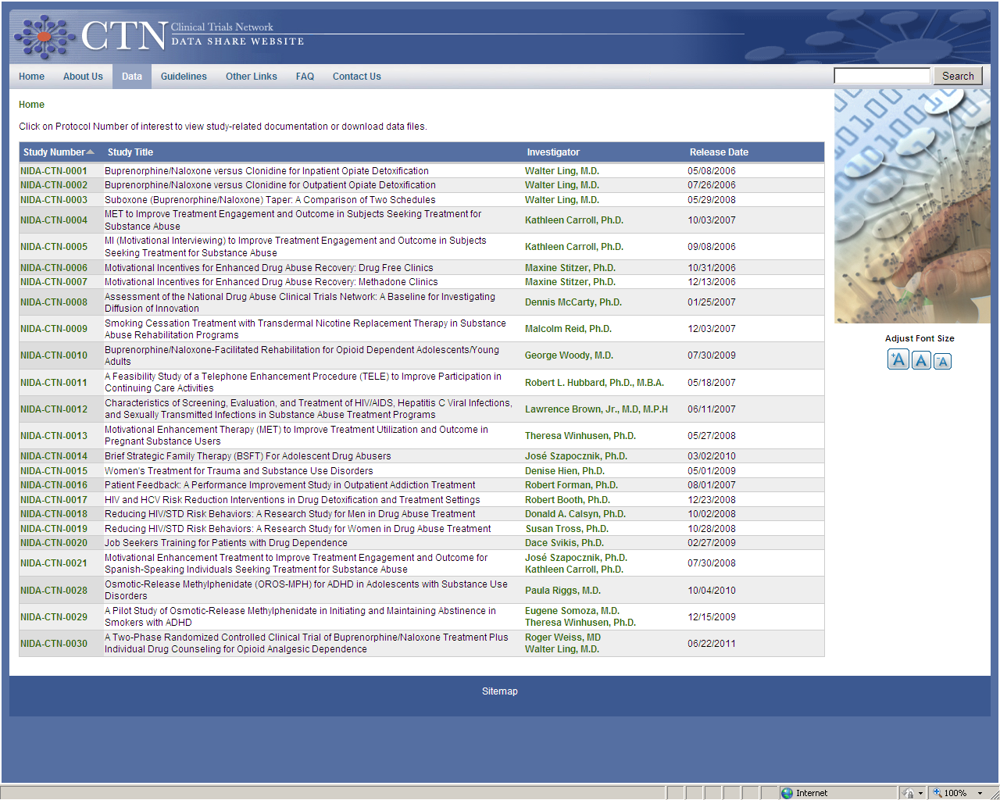 CTN Clinical Trials Network
DATA SHARE WEBSITE
Home About Us Data Guidelines Other Links FAQ Contact Us Search
Home
Click on Protocol Number of interest to view study-related documentation or download data files.
Study Number Study Title Investigator Release Date
NIDA-CTN-0001 Buprenorphine/Naloxone versus Clonidine for Inpatient Opiate Detoxification Walter Ling, M.D. 05/08/2006
NIDA-CTN-0002 Buprenorphine/Naloxone versus Clonidine for Outpatient Opiate Detoxification Walter Ling, M.D. 07/26/2006
NIDA-CTN-0003 Suboxone (Buprenorphine/Naloxone) Taper: A Comparison of Two Schedules Walter Ling, M.D. 05/29/2008
NIDA-CTN-0004 MET to Improve Treatment Engagement and Outcome in Subjects Seeking Treatment for
Substance Abuse Kathleen Carroll, Ph.D. 10/03/2007
NIDA-CTN-0005 MI (Motivational Interviewing) to Improve Treatment Engagement and Outcome in Subjects
Seeking Treatment for Substance Abuse Kathleen Carroll, Ph.D. 09/08/2006
NIDA-CTN-0006 Motivational Incentives for Enhanced Drug Abuse Recovery: Drug Free Clinics Maxine Stitzer, Ph.D. 10/31/2006
NIDA-CTN-0007 Motivational Incentives for Enhanced Drug Abuse Recovery: Methadone Clinics Maxine Stitzer, Ph.D. 12/13/2006
NIDA-CTN-0008 Assessment of the National Drug Abuse Clinical Trials Network: A Baseline for Investigating
Diffusion of Innovation Dennis McCarty, Ph.D. 01/25/2007
NIDA-CTN-0009 Smoking Cessation Treatment with Transdermal Nicotine Replacement Therapy in Substance
Abuse Rehabilitation Programs Malcolm Reid, Ph.D. 12/03/2007
NIDA-CTN-0010 Buprenorphine/Naloxone-Facilitated Rehabilitation for Opioid Dependent Adolescents/Young
Adults George Woody, M.D. 07/30/2009
NIDA-CTN-0011 A Feasibility Study of a Telephone Enhancement Procedure (TELE) to Improve Participation in
Continuing Care Activities Robert L. Hubbard, Ph.D., M.B.A. 05/18/2007
NIDA-CTN-0012 Characteristics of Screening, Evaluation, and Treatment of HIV/AIDS, Hepatitis C Viral Infections,
and Sexually Transmitted Infections in Substance Abuse Treatment Programs Lawrence Brown, Jr., M.D, M.P.H 06/11/2007
NIDA-CTN-0013 Motivational Enhancement Therapy (MET) to Improve Treatment Utilization and Outcome in
Pregnant Substance Users Theresa Winhusen, Ph.D. 05/27/2008
NIDA-CTN-0014 Brief Strategic Family Therapy (BSFT) For Adolescent Drug Abusers José Szapocznik, Ph.D. 03/02/2010
NIDA-CTN-0015 Women's Treatment for Trauma and Substance Use Disorders Denise Hien, Ph.D. 05/01/2009
NIDA-CTN-0016 Patient Feedback: A Performance Improvement Study in Outpatient Addiction Treatment Robert Forman, Ph.D. 08/01/2007
NIDA-CTN-0017 HIV and HCV Risk Reduction Interventions in Drug Detoxification and Treatment Settings Robert Booth, Ph.D. 12/23/2008
NIDA-CTN-0018 Reducing HIV/STD Risk Behaviors: A Research Study for Men in Drug Abuse Treatment Donald A. Calsyn, Ph.D. 10/02/2008
NIDA-CTN-0019 Reducing HIV/STD Risk Behaviors: A Research Study for Women in Drug Abuse Treatment Susan Tross, Ph.D. 10/28/2008
NIDA-CTN-0020 Job Seekers Training for Patients with Drug Dependence Dace Svikis, Ph.D. 02/27/2009
NIDA-CTN-0021 Motivational Enhancement Treatment to Improve Treatment Engagement and Outcome for José Szapocznik, Ph.D.
Spanish-Speaking Individuals Seeking Treatment for Substance Abuse Kathleen Carroll, Ph.D. 07/30/2008
NIDA-CTN-0028 Osmotic-Release Methylphenidate (OROS-MPH) for ADHD in Adolescents with Substance Use
Disorders Paula Riggs, M.D. 10/04/2010
NIDA-CTN-0029 A Pilot Study of Osmotic-Release Methylphenidate in Initiating and Maintaining Abstinence in Eugene Somoza, M.D.
Smokers with ADHD Theresa Winhusen, Ph.D. 12/15/2009
NIDA-CTN-0030 A Two-Phase Randomized Controlled Clinical Trial of Buprenorphine/Naloxone Treatment Plus Roger Weiss, MD
Individual Drug Counseling for Opioid Analgesic Dependence Walter Ling, M.D. 06/22/2011
Adjust Font Size
+A A -A
Sitemap
Internet 100%